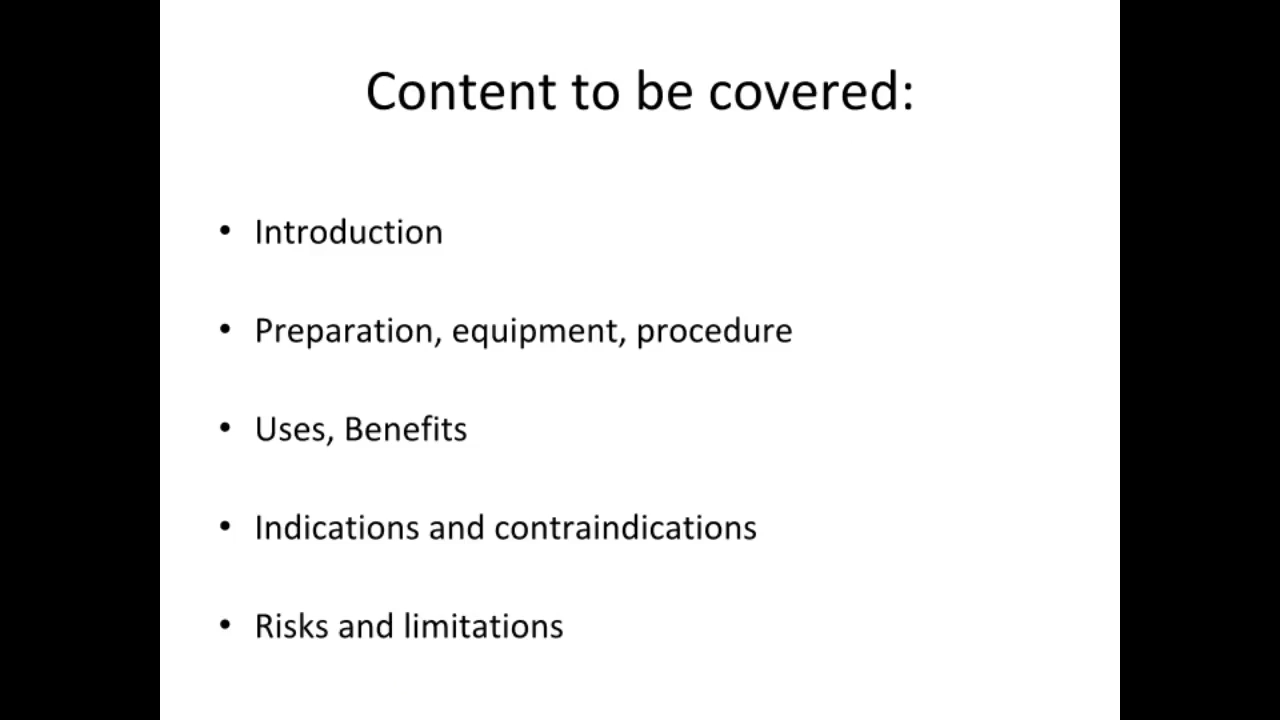 Content to be covered:
• Introduction
• Preparation, equipment, procedure
• Uses, Benefits
• Indications and contraindications
• Risks and limitations